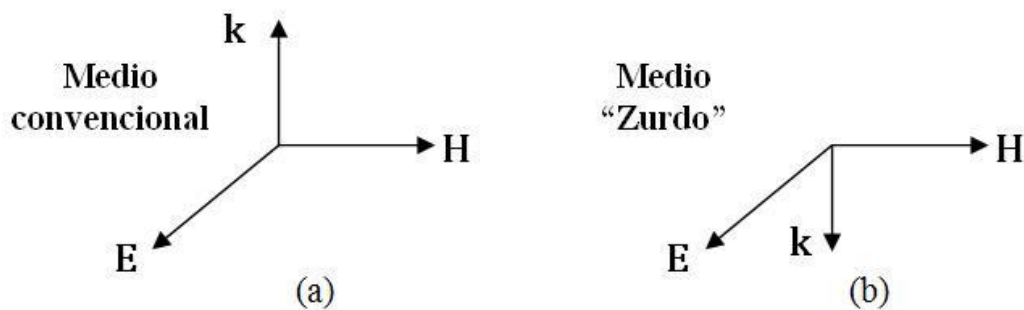 k
Medio
convencional
H
E
(a)
Medio
“Zurdo”
H
k
E
(b)